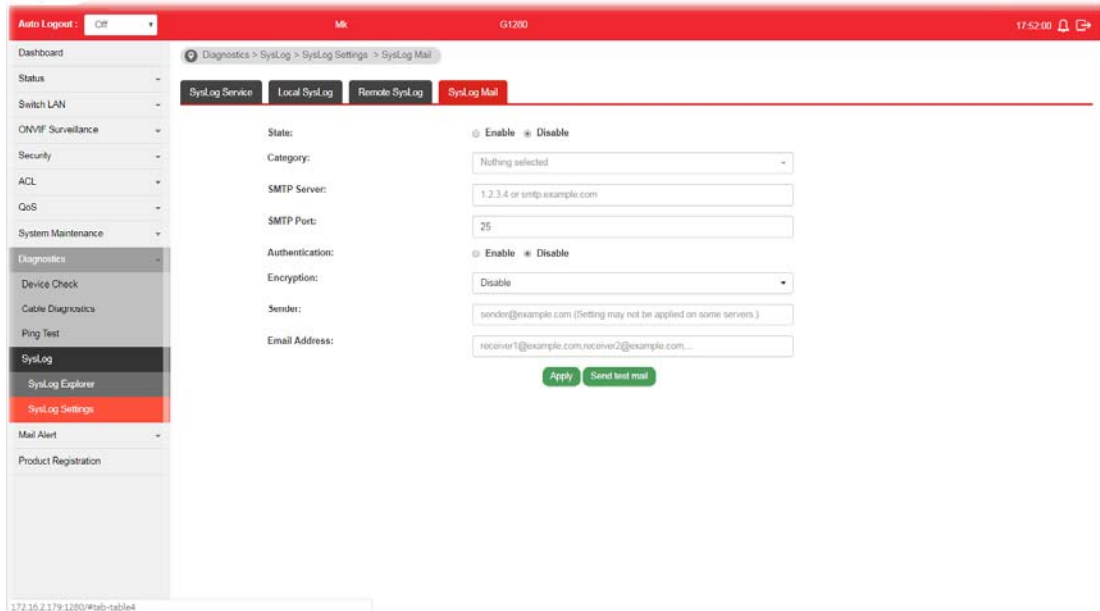 Auto Logout : Off Mk G1280 17:52:00
Dashboard
Status
Switch LAN
ONVIF Surveillance
Security
ACL
QoS
System Maintenance
Diagnostics
Device Check
Cable Diagnostics
Ping Test
SysLog
SysLog Explorer
SysLog Settings
Mail Alert
Product Registration
Diagnostics > SysLog > SysLog Settings > SysLog Mail
SysLog Service Local SysLog Remote SysLog SysLog Mail
State: Enable Disable
Category: Nothing selected
SMTP Server: 1.2.3.4 or smtp.example.com
SMTP Port: 25
Authentication: Enable Disable
Encryption: Disable
Sender: sender@example.com (Setting may not be applied on some servers.)
Email Address: receiver1@example.com,receiver2@example.com,...
Apply Send test mail
172.16.2.179:1280/#tab-table4